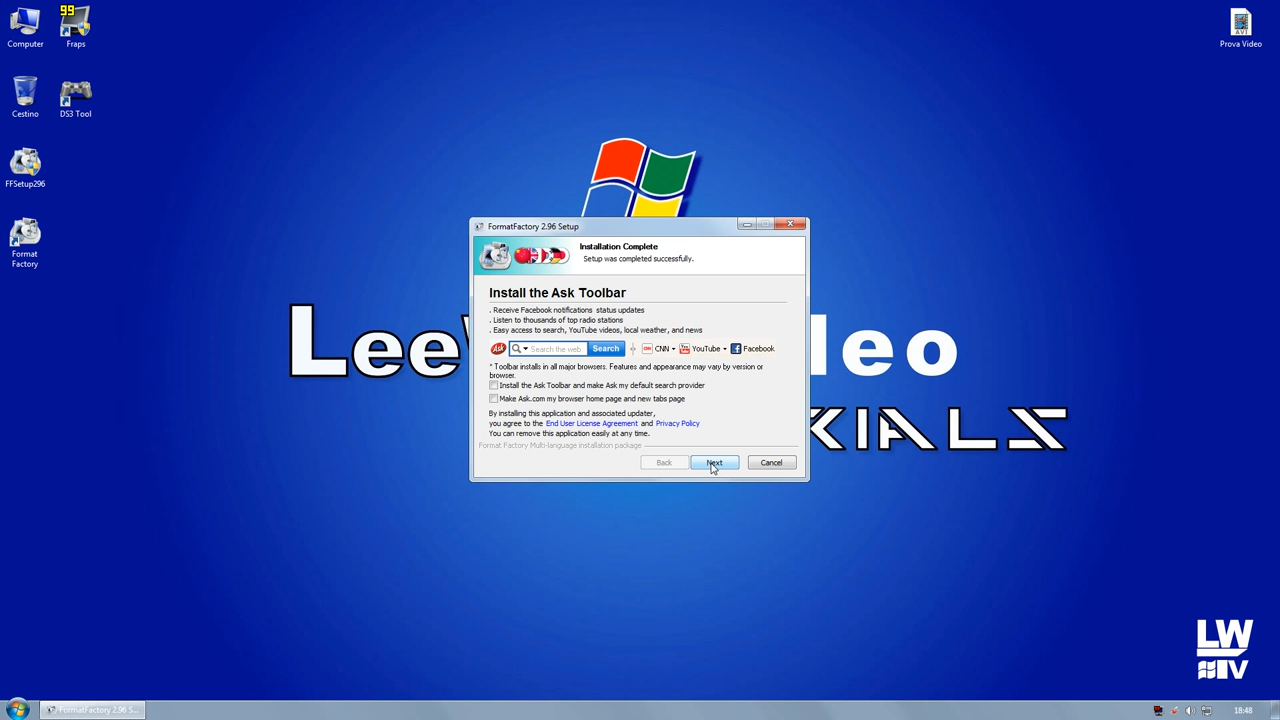 99
Computer
Fraps
Prova Video
Cestino
DS3 Tool
FFSetup296
Format
Factory
FormatFactory 2.96 Setup
Installation Complete
Setup was completed successfully.
Install the Ask Toolbar
. Receive Facebook notifications status updates
. Listen to thousands of top radio stations
. Easy access to search, YouTube videos, local weather, and news
Ask Search the web Search CNN YouTube Facebook
* Toolbar installs in all major browsers. Features and appearance may vary by version or
browser.
Install the Ask Toolbar and make Ask my default search provider
Make Ask.com my browser home page and new tabs page
By installing this application and associated updater,
you agree to the End User License Agreement and Privacy Policy
You can remove this application easily at any time.
Format Factory Multi-language installation package
Back Next Cancel
Lee
eo
IALS
LW
TV
FormatFactory 2.96 S...
18:48